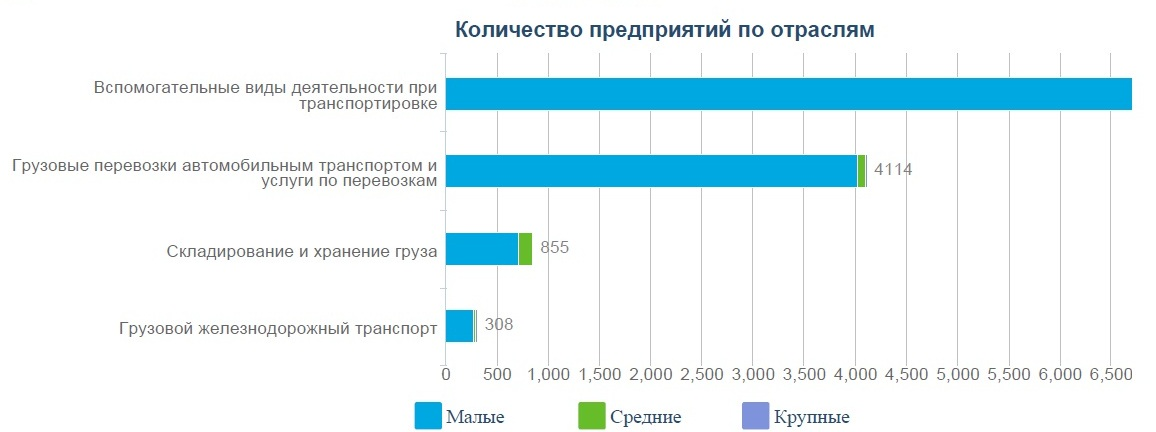 Количество предприятий по отраслям
Вспомогательные виды деятельности при
транспортировке
Грузовые перевозки автомобильным транспортом и
услуги по перевозкам
4114
Складирование и хранение груза
855
Грузовой железнодорожный транспорт
308
0 500 1,000 1,500 2,000 2,500 3,000 3,500 4,000 4,500 5,000 5,500 6,000 6,500
Малые Средние Крупные